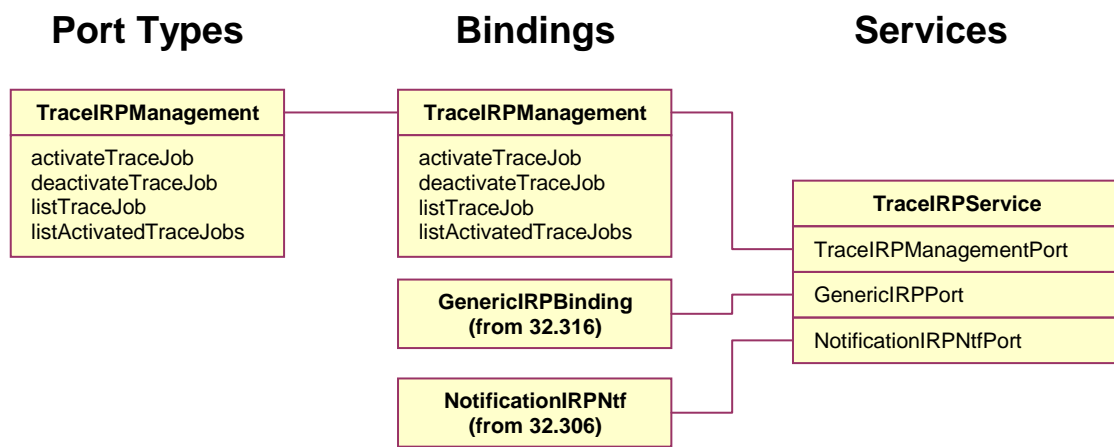 Port Types
Bindings
Services
TraceIRPManagement
activateTraceJob
deactivateTraceJob
listTraceJob
listActivatedTraceJobs
TraceIRPManagement
activateTraceJob
deactivateTraceJob
listTraceJob
listActivatedTraceJobs
GenericIRPBinding
(from 32.316)
NotificationIRPNtf
(from 32.306)
TraceIRPService
TraceIRPManagementPort
GenericIRPPort
NotificationIRPNtfPort